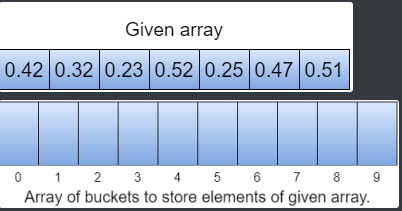 Given array
0.42 0.32 0.23 0.52 0.25 0.47 0.51
0 1 2 3 4 5 6 7 8 9
Array of buckets to store elements of given array.